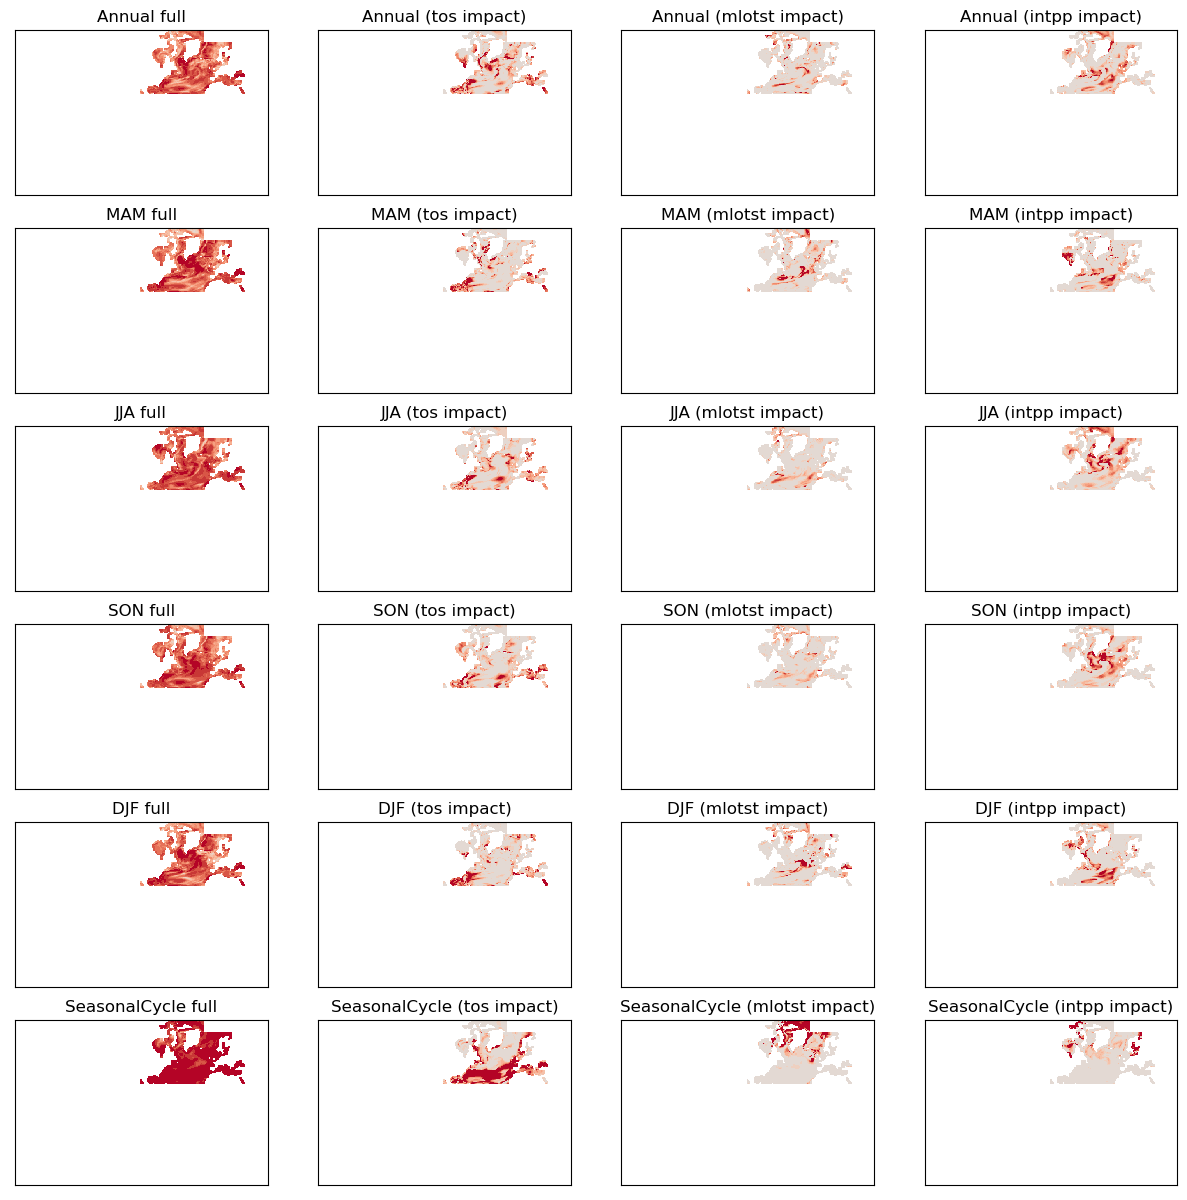 Annual full
Annual (tos impact)
Annual (mlotst impact)
Annual (intpp impact)
MAM full
MAM (tos impact)
MAM (mlotst impact)
MAM (intpp impact)
JJA full
JJA (tos impact)
JJA (mlotst impact)
JJA (intpp impact)
SON full
SON (tos impact)
SON (mlotst impact)
SON (intpp impact)
DJF full
DJF (tos impact)
DJF (mlotst impact)
DJF (intpp impact)
SeasonalCycle full
SeasonalCycle (tos impact)
SeasonalCycle (mlotst impact)
SeasonalCycle (intpp impact)